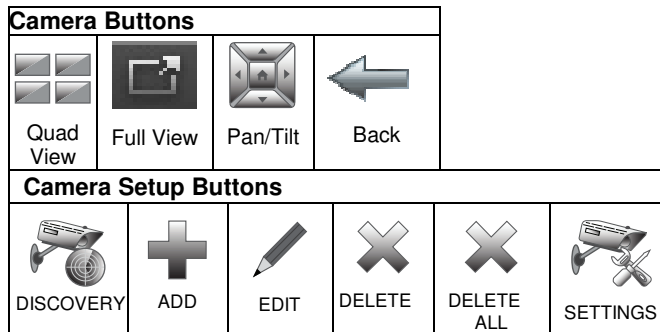 Camera Buttons
Quad
View
Full View
Pan/Tilt
Back
Camera Setup Buttons
DISCOVERY
ADD
EDIT
DELETE
DELETE
ALL
SETTINGS